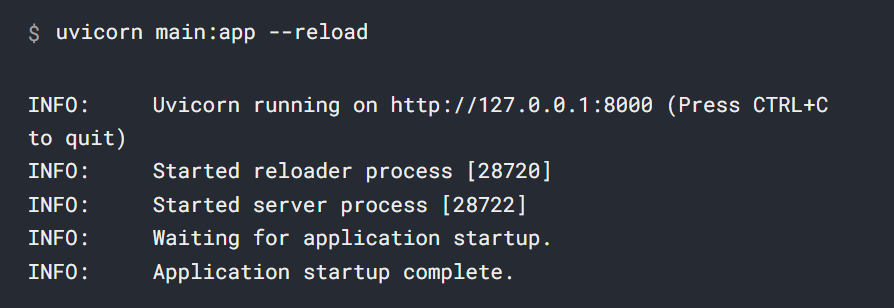 $ uvicorn main:app --reload
INFO:     Uvicorn running on http://127.0.0.1:8000 (Press CTRL+C
to quit)
INFO:     Started reloader process [28720]
INFO:     Started server process [28722]
INFO:     Waiting for application startup.
INFO:     Application startup complete.